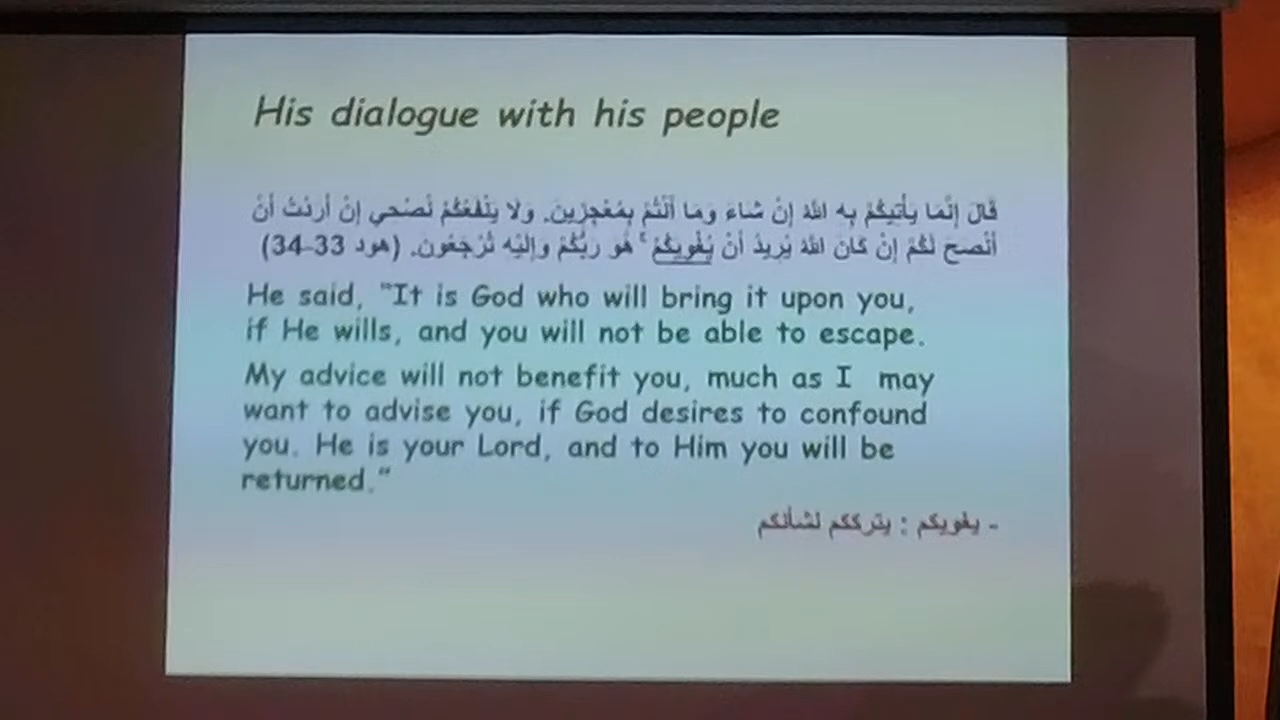 His dialogue with his people
قَالَ إِنَّمَا يَأْتِيكُمْ بِهِ اللهُ إِنْ شَاءَ وَمَا أَنْتُمْ بِمُعْجِزِينَ. وَلَا يَنْفَعُكُمْ نُصْحِي إِنْ أَرَدْتُ أَنْ
أَنْصَحَ لَكُمْ إِنْ كَانَ اللهُ يُرِيدُ أَنْ يُغْوِيَكُمْ ۚ هُوَ رَبُّكُمْ وَإِلَيْهِ تُرْجَعُونَ. (هود 33-34)
He said, "It is God who will bring it upon you,
if He wills, and you will not be able to escape.
My advice will not benefit you, much as I may
want to advise you, if God desires to confound
you. He is your Lord, and to Him you will be
returned."
- يغويكم : يترككم لشأنكم